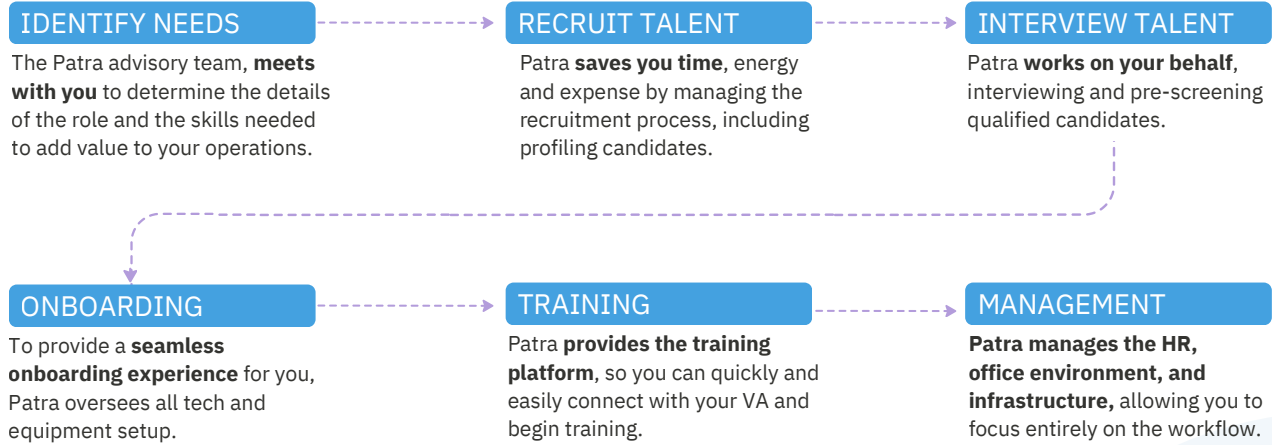 IDENTIFY NEEDS
The Patra advisory team, meets
with you to determine the details
of the role and the skills needed
to add value to your operations.
RECRUIT TALENT
Patra saves you time, energy
and expense by managing the
recruitment process, including
profiling candidates.
INTERVIEW TALENT
Patra works on your behalf,
interviewing and pre-screening
qualified candidates.
ONBOARDING
To provide a seamless
onboarding experience for you,
Patra oversees all tech and
equipment setup.
TRAINING
Patra provides the training
platform, so you can quickly and
easily connect with your VA and
begin training.
MANAGEMENT
Patra manages the HR,
office environment, and
infrastructure, allowing you to
focus entirely on the workflow.